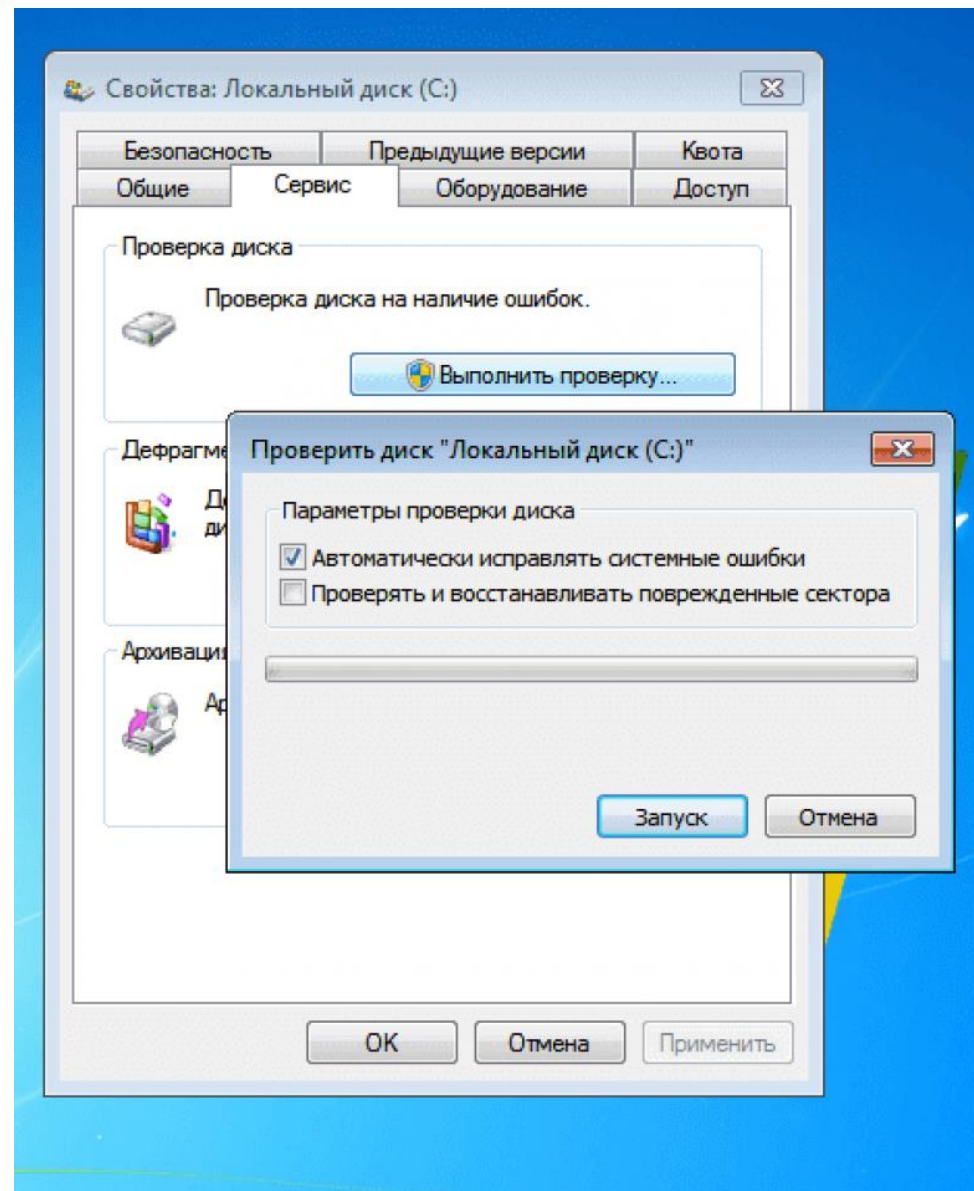 Свойства: Локальный диск (C:)
Безопасность Предыдущие версии Квота
Общие Сервис Оборудование Доступ
Проверка диска
Проверка диска на наличие ошибок.
Выполнить проверку...
Проверить диск "Локальный диск (C:)"
Параметры проверки диска
Автоматически исправлять системные ошибки
Проверять и восстанавливать поврежденные сектора
Запуск Отмена
OK Отмена Применить